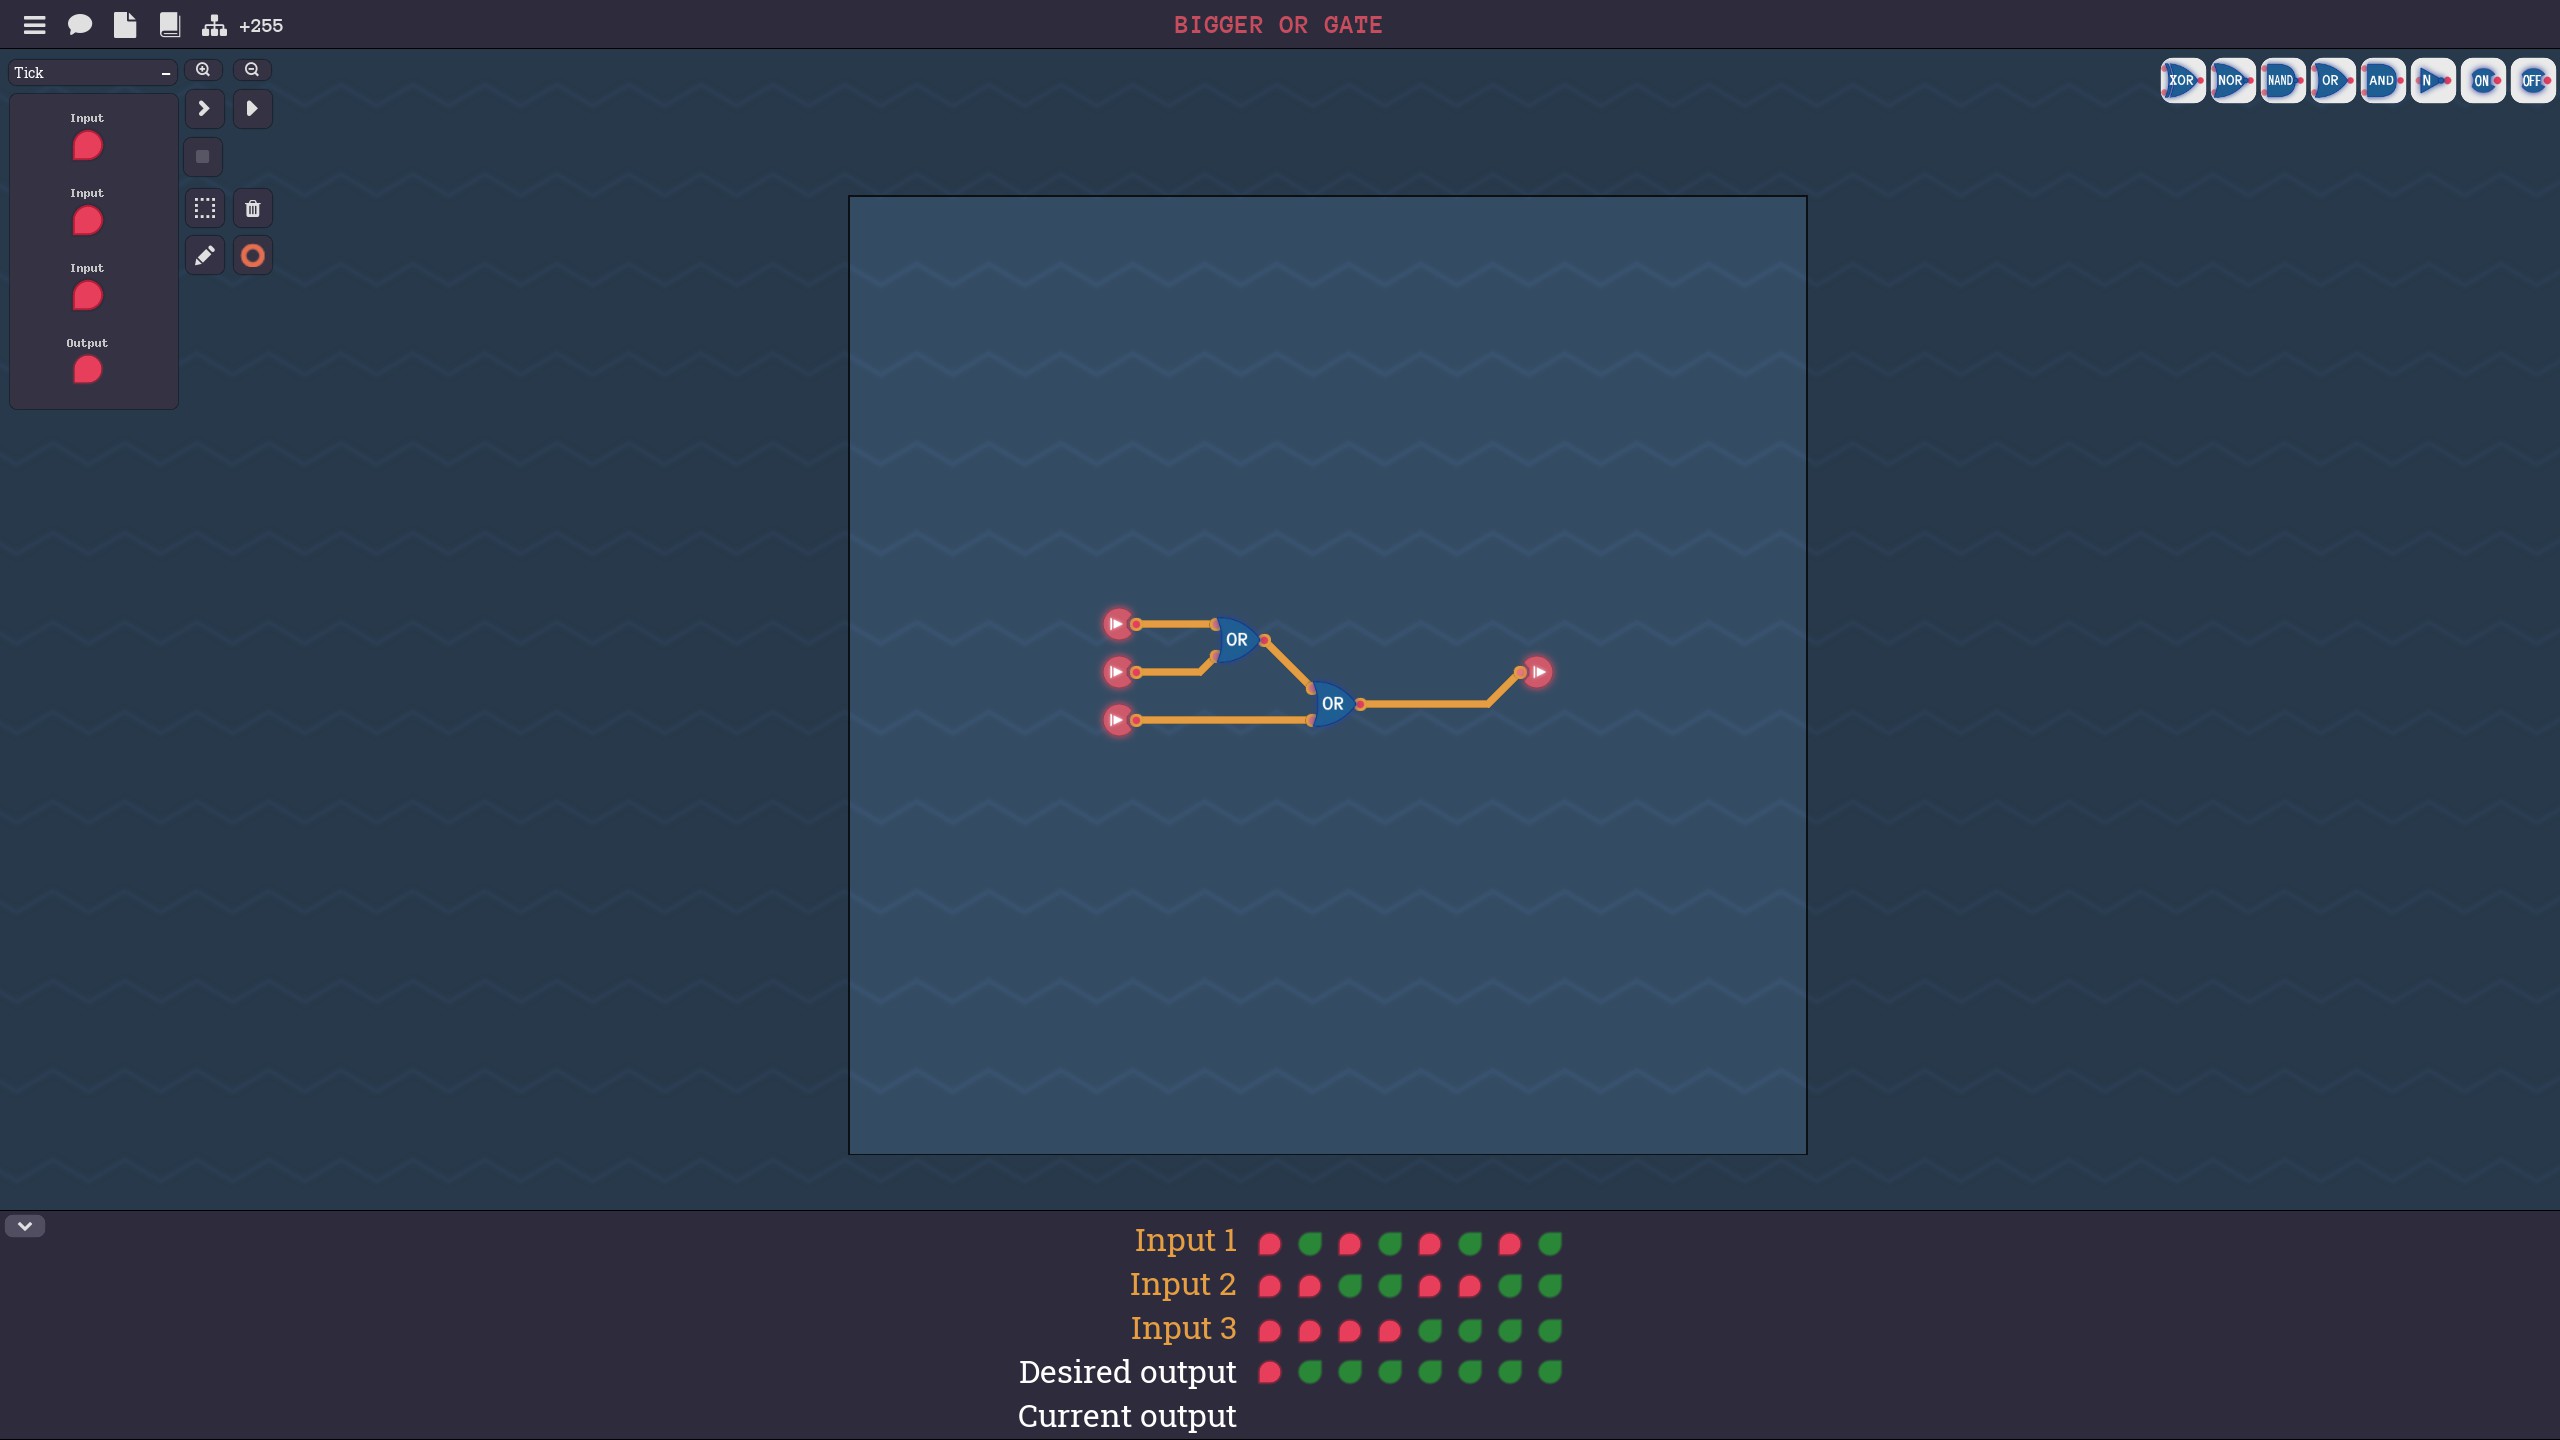 +255
BIGGER OR GATE
Tick
XOR NOR NAND OR AND N ON OFF
Input
Input
Input
Output
OR
OR
Input 1
Input 2
Input 3
Desired output
Current output